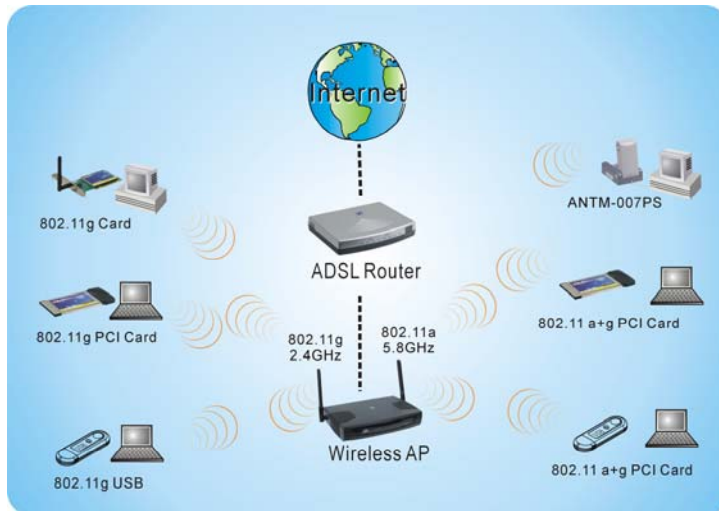 Internet
802.11g Card
ANTM-007PS
ADSL Router
802.11g PCI Card
802.11g
2.4GHz
802.11a
5.8GHz
802.11 a+g PCI Card
Wireless AP
802.11g USB
802.11 a+g PCI Card